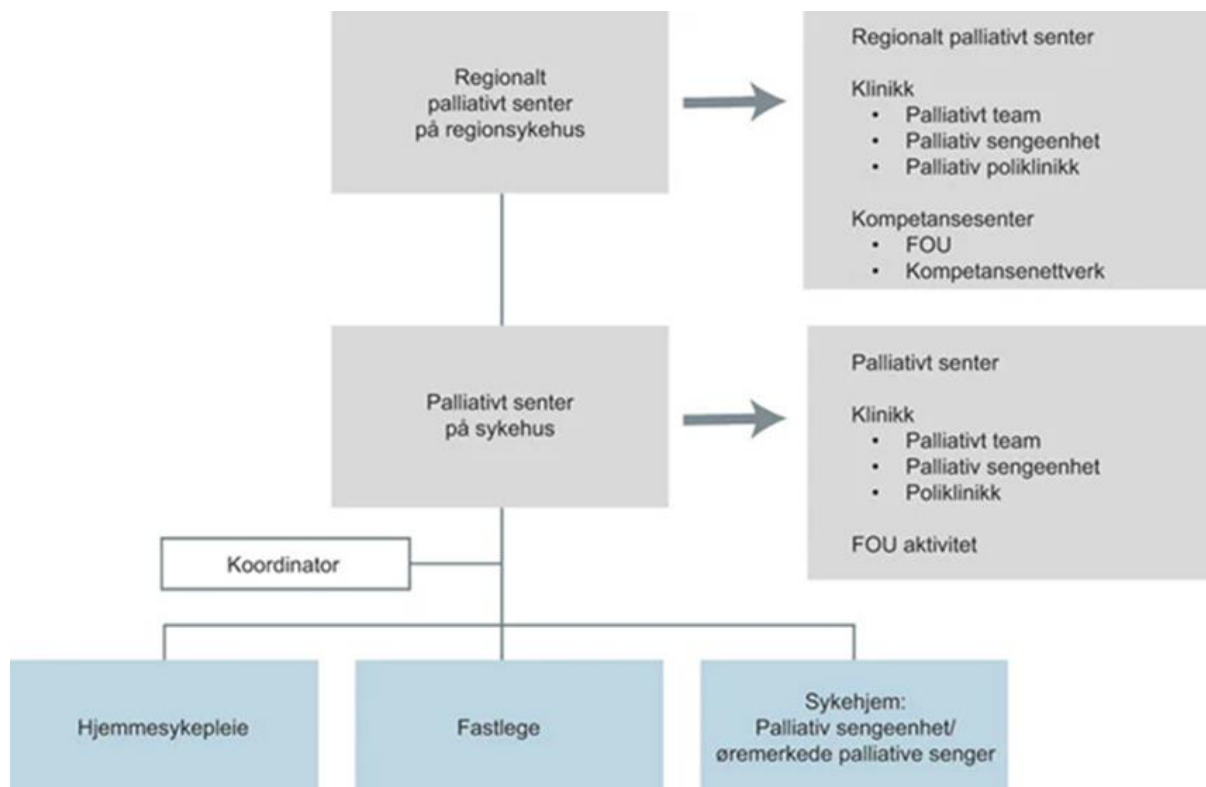 Regionalt
palliativt senter
på regionsykehus
Regionalt palliativt senter
Klinikk
• Palliativt team
• Palliativ sengeenhet
• Palliativ poliklinikk
Kompetansesenter
• FOU
• Kompetansenettverk
Palliativt senter
på sykehus
Palliativt senter
Klinikk
• Palliativt team
• Palliativ sengeenhet
• Poliklinikk
FOU aktivitet
Koordinator
Hjemmesykepleie
Fastlege
Sykehjem:
Palliativ sengeenhet/
øremerkede palliative senger